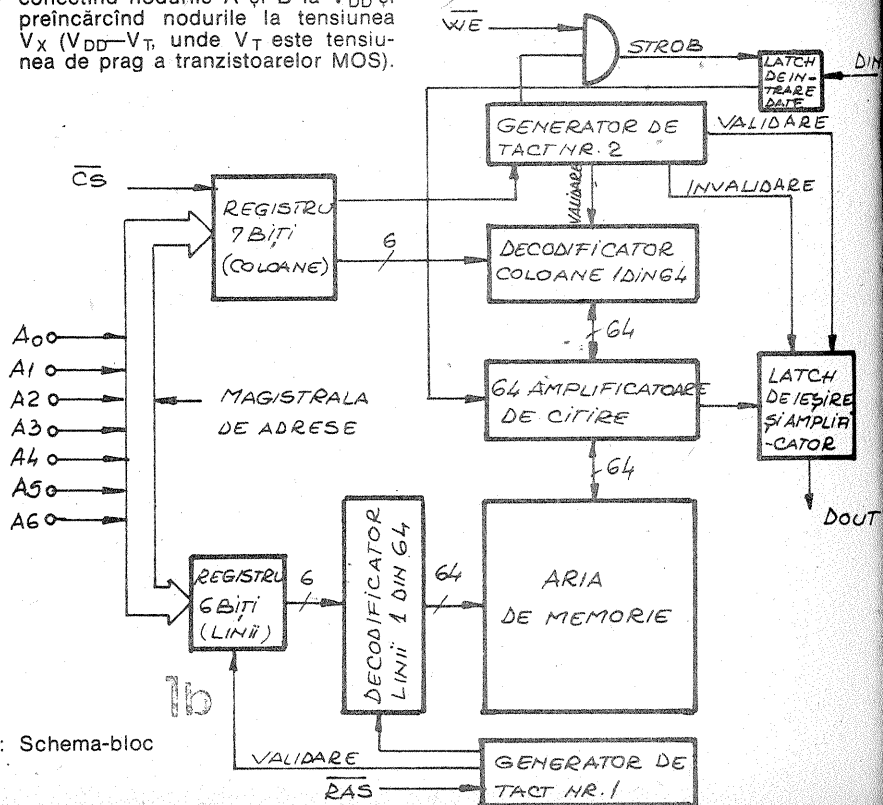 conectînd nodurile A și B la VDD și
preîncărcînd nodurile la tensiunea
VX (VDD—VT, unde VT este tensiu-
nea de prag a tranzistoarelor MOS).
WE
STROB
LATCH
DE IN-
TRARE
DATE
DIN
GENERATOR DE
TACT NR. 2
VALIDARE
CS
VALIDARE
INVALIDARE
REGISTRU
7 BIȚI
(COLOANE)
6
DECODIFICATOR
COLOANE 1 DIN 64
64
A0
A1
A2
A3
A4
A5
A6
MAGISTRALA
DE ADRESE
64 AMPLIFICATOARE
DE CITIRE
LATCH
DE IEȘIRE
ȘI AMPLIFI
-CATOR
64
DOUT
REGISTRU
6 BIȚI
(LINII)
6
DECODIFICATOR
LINII 1 DIN 64
64
ARIA
DE MEMORIE
1b
: Schema-bloc
VALIDARE
RAS
GENERATOR DE
TACT NR. 1